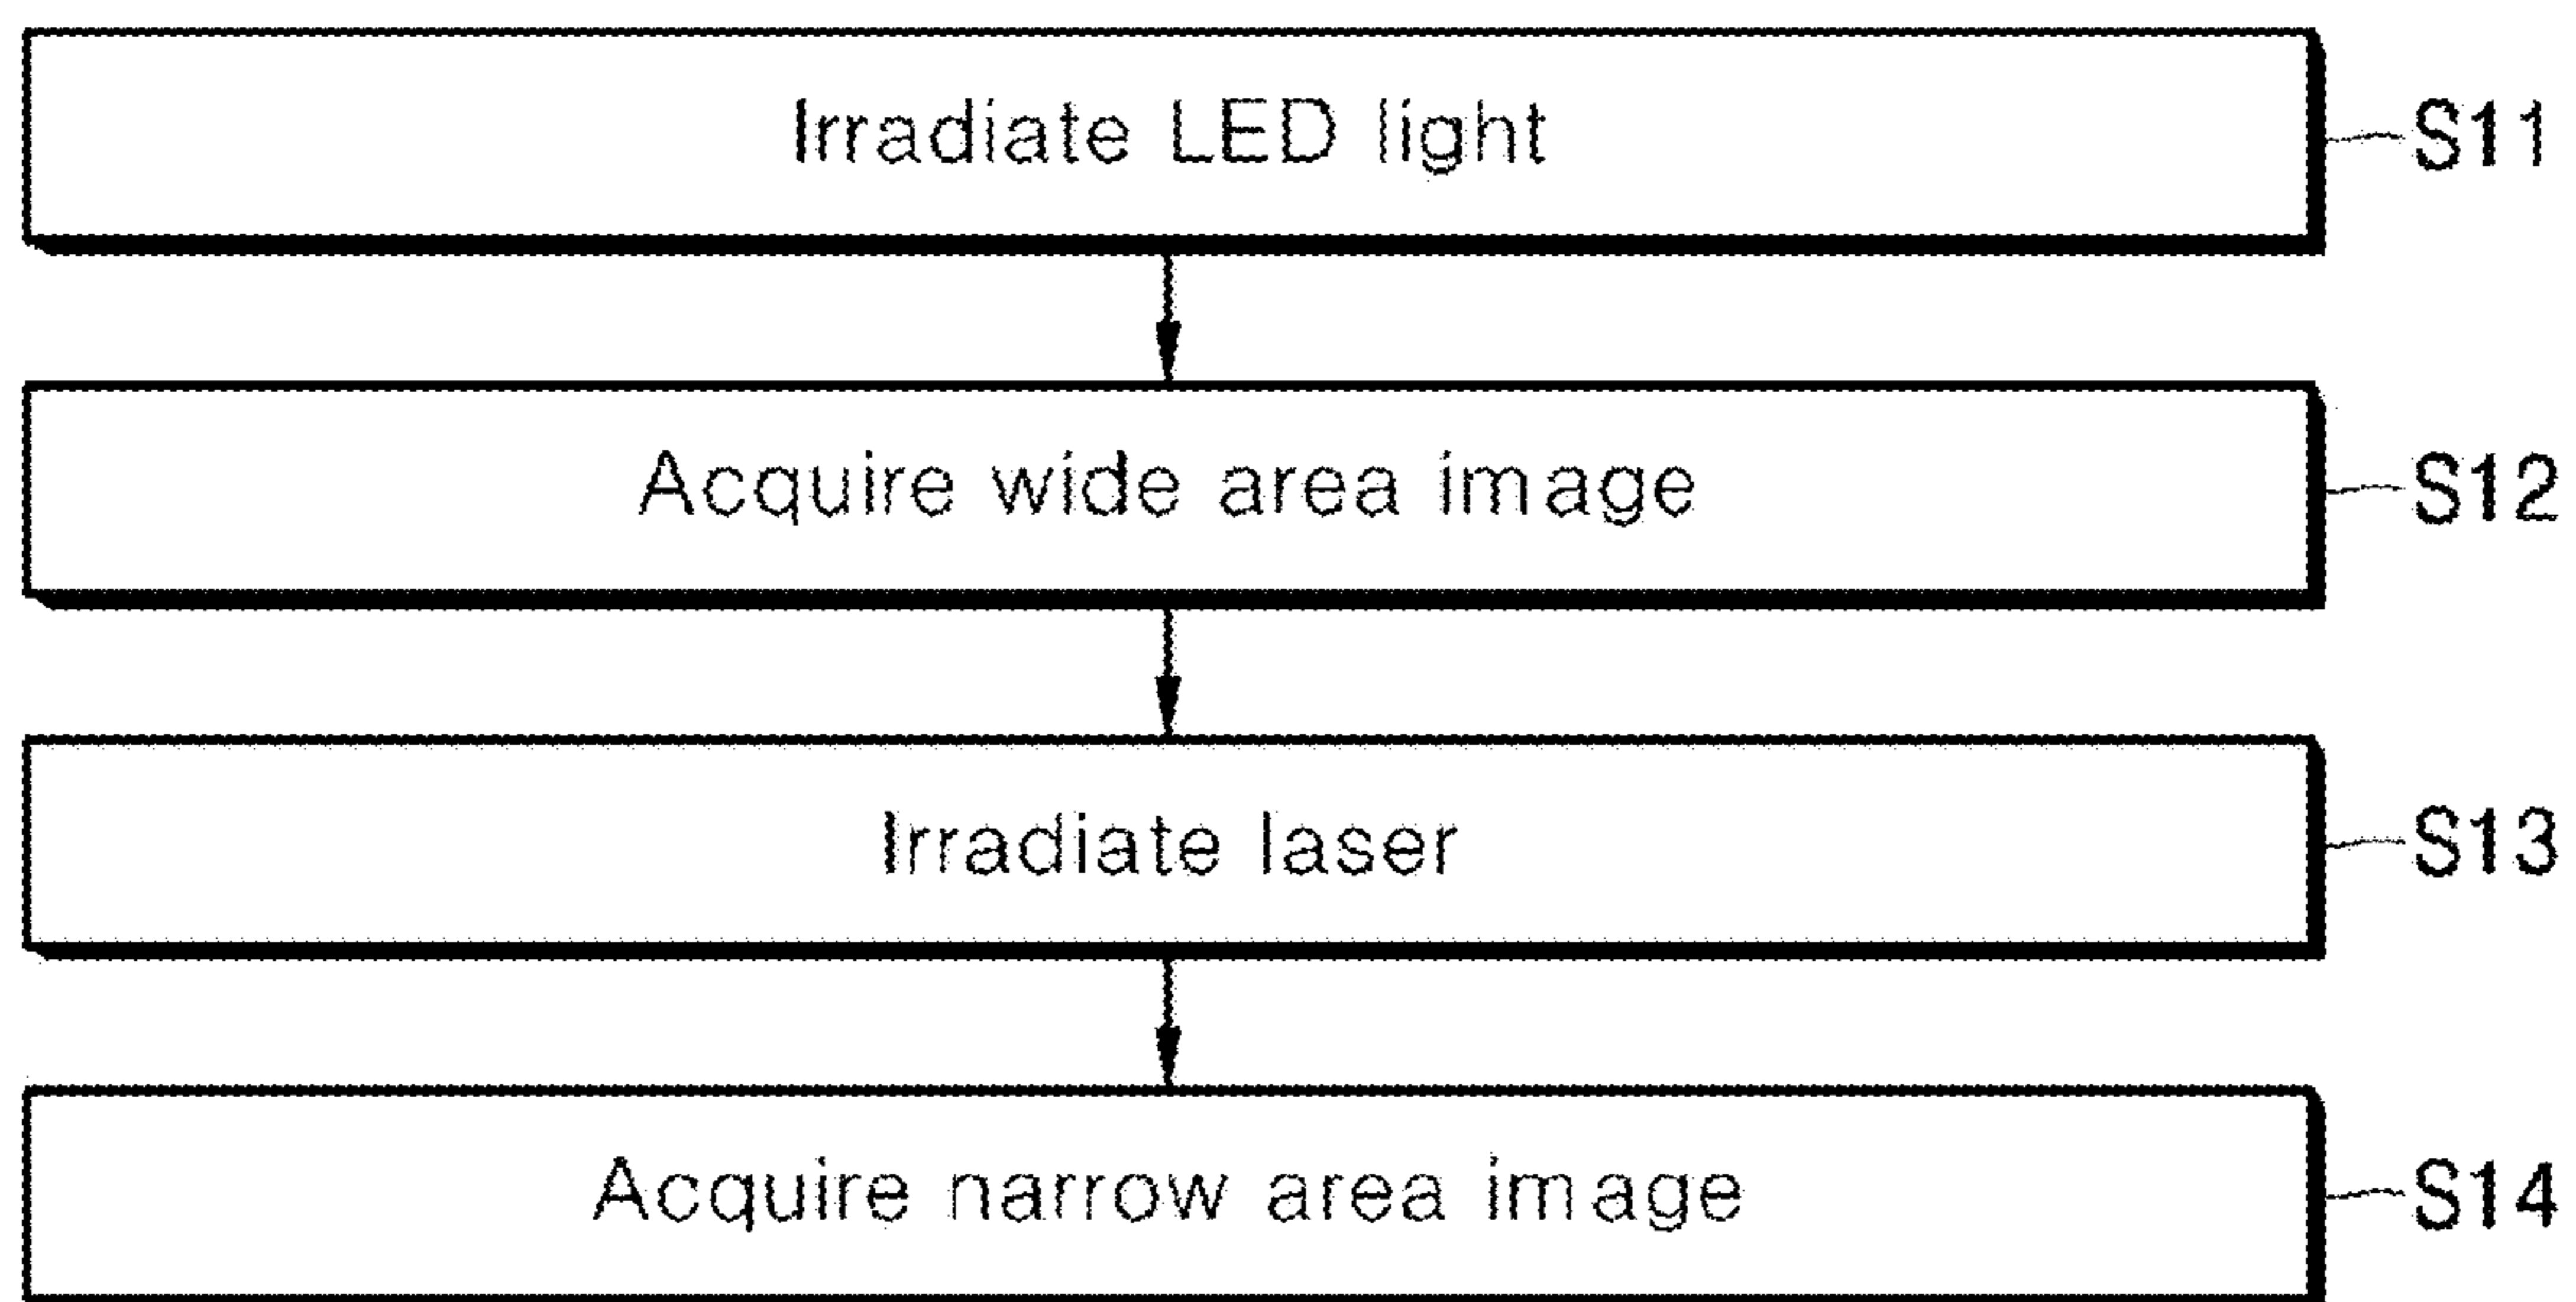 Irradiate LED light S11
Acquire wide area image S12
Irradiate laser S13
Acquire narrow area image S14